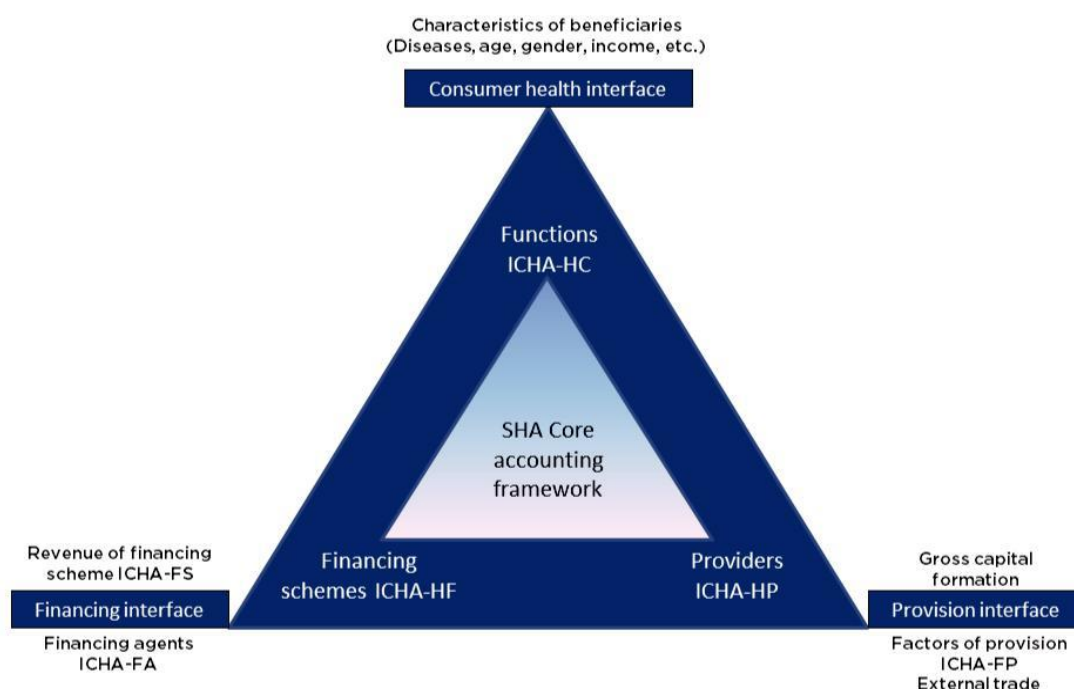 Characteristics of beneficiaries
(Diseases, age, gender, income, etc.)
Consumer health interface
Functions
ICHA-HC
SHA Core
accounting
framework
Financing
schemes ICHA-HF
Providers
ICHA-HP
Revenue of financing
scheme ICHA-FS
Financing interface
Financing agents
ICHA-FA
Gross capital
formation
Provision interface
Factors of provision
ICHA-FP
External trade